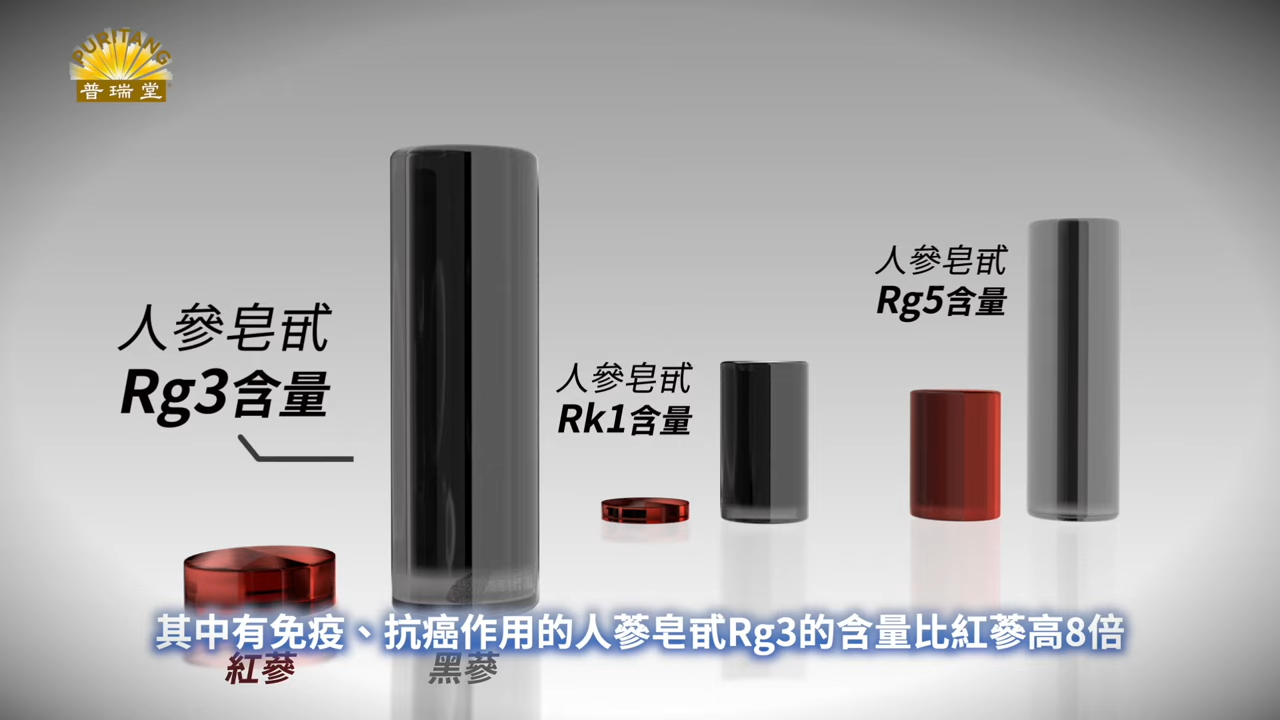 PURITANG
普瑞堂
人參皂甙
Rg3含量
人參皂甙
Rk1含量
人參皂甙
Rg5含量
其中有免疫、抗癌作用的人蔘皂甙Rg3的含量比紅蔘高8倍
紅蔘
黑蔘